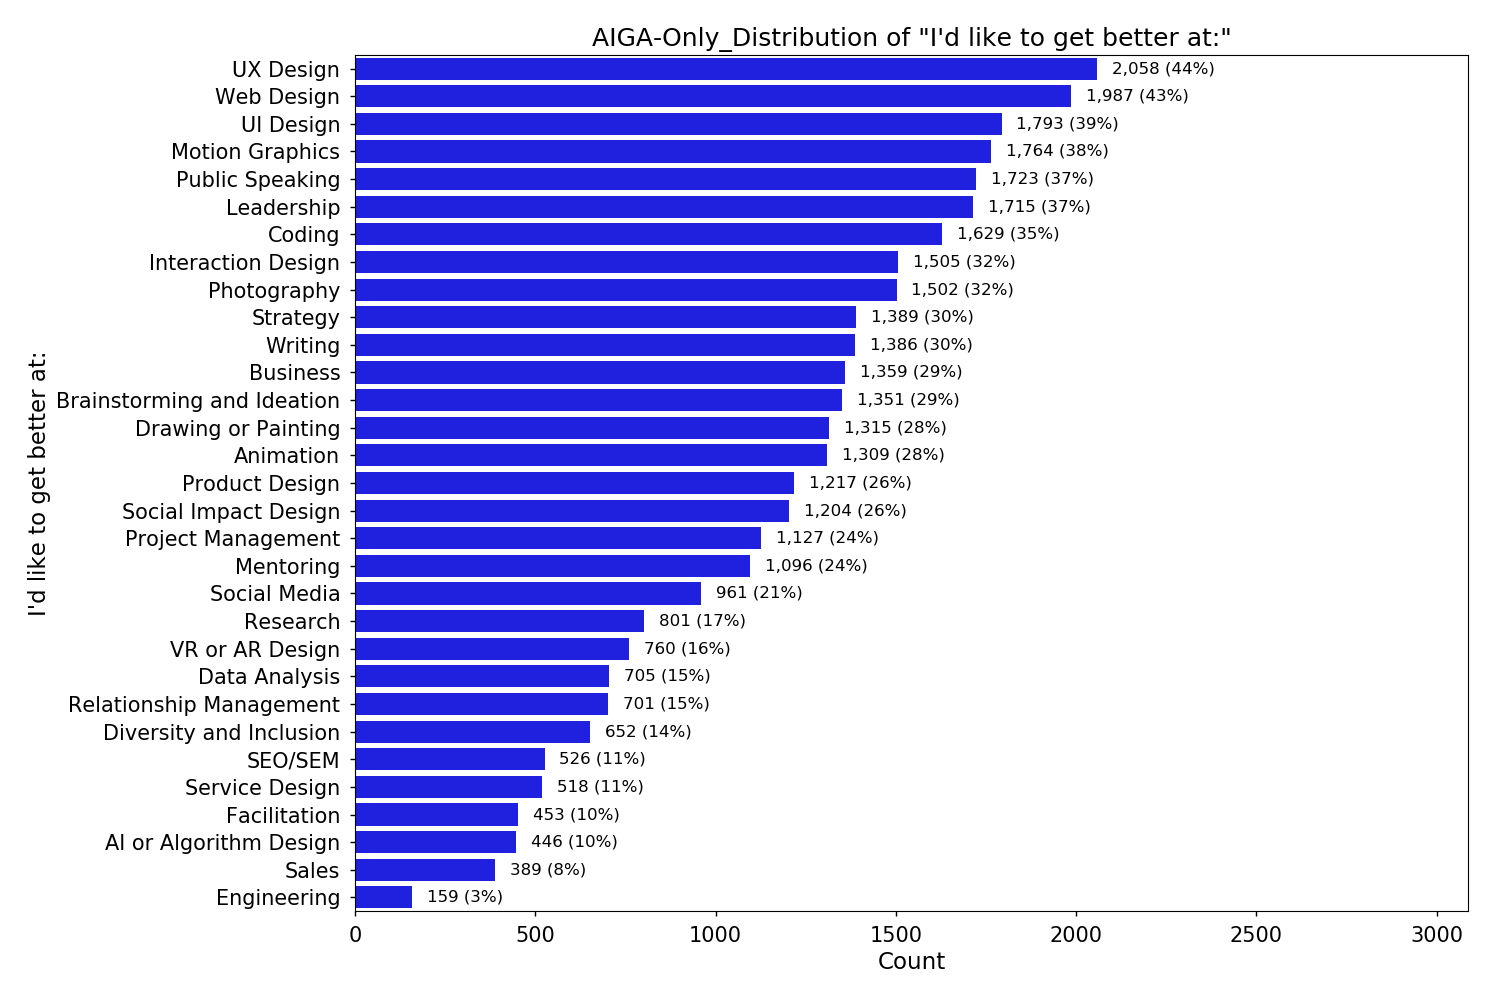 AIGA-Only_Distribution of "I'd like to get better at:"
I'd like to get better at:
UX Design 2,058 (44%)
Web Design 1,987 (43%)
UI Design 1,793 (39%)
Motion Graphics 1,764 (38%)
Public Speaking 1,723 (37%)
Leadership 1,715 (37%)
Coding 1,629 (35%)
Interaction Design 1,505 (32%)
Photography 1,502 (32%)
Strategy 1,389 (30%)
Writing 1,386 (30%)
Business 1,359 (29%)
Brainstorming and Ideation 1,351 (29%)
Drawing or Painting 1,315 (28%)
Animation 1,309 (28%)
Product Design 1,217 (26%)
Social Impact Design 1,204 (26%)
Project Management 1,127 (24%)
Mentoring 1,096 (24%)
Social Media 961 (21%)
Research 801 (17%)
VR or AR Design 760 (16%)
Data Analysis 705 (15%)
Relationship Management 701 (15%)
Diversity and Inclusion 652 (14%)
SEO/SEM 526 (11%)
Service Design 518 (11%)
Facilitation 453 (10%)
AI or Algorithm Design 446 (10%)
Sales 389 (8%)
Engineering 159 (3%)
0 500 1000 1500 2000 2500 3000
Count